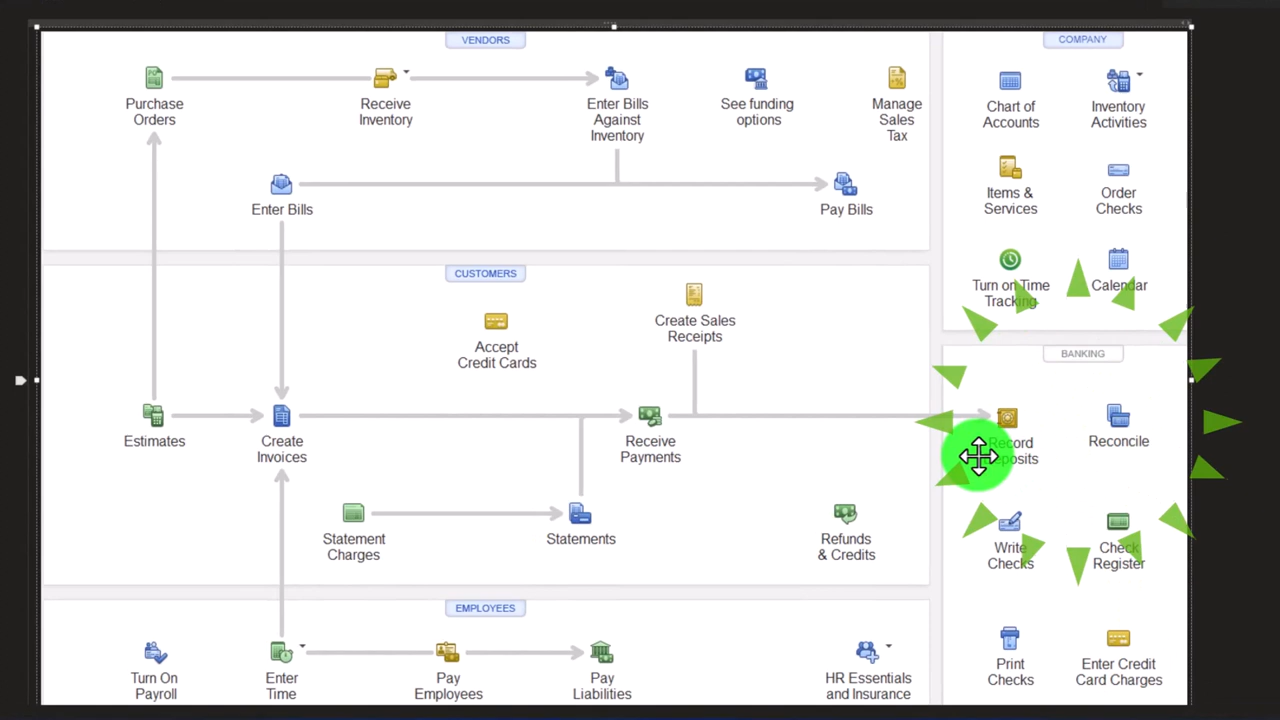 VENDORS
Purchase
Orders
Receive
Inventory
Enter Bills
Against
Inventory
See funding
options
Manage
Sales
Tax
Enter Bills
Pay Bills
CUSTOMERS
Create Sales
Receipts
Accept
Credit Cards
Estimates
Create
Invoices
Receive
Payments
Statement
Charges
Statements
Refunds
& Credits
EMPLOYEES
Turn On
Payroll
Enter
Time
Pay
Employees
Pay
Liabilities
HR Essentials
and Insurance
COMPANY
Chart of
Accounts
Inventory
Activities
Items &
Services
Order
Checks
Turn on Time
Tracking
Calendar
BANKING
Record
Deposits
Reconcile
Write
Checks
Check
Register
Print
Checks
Enter Credit
Card Charges